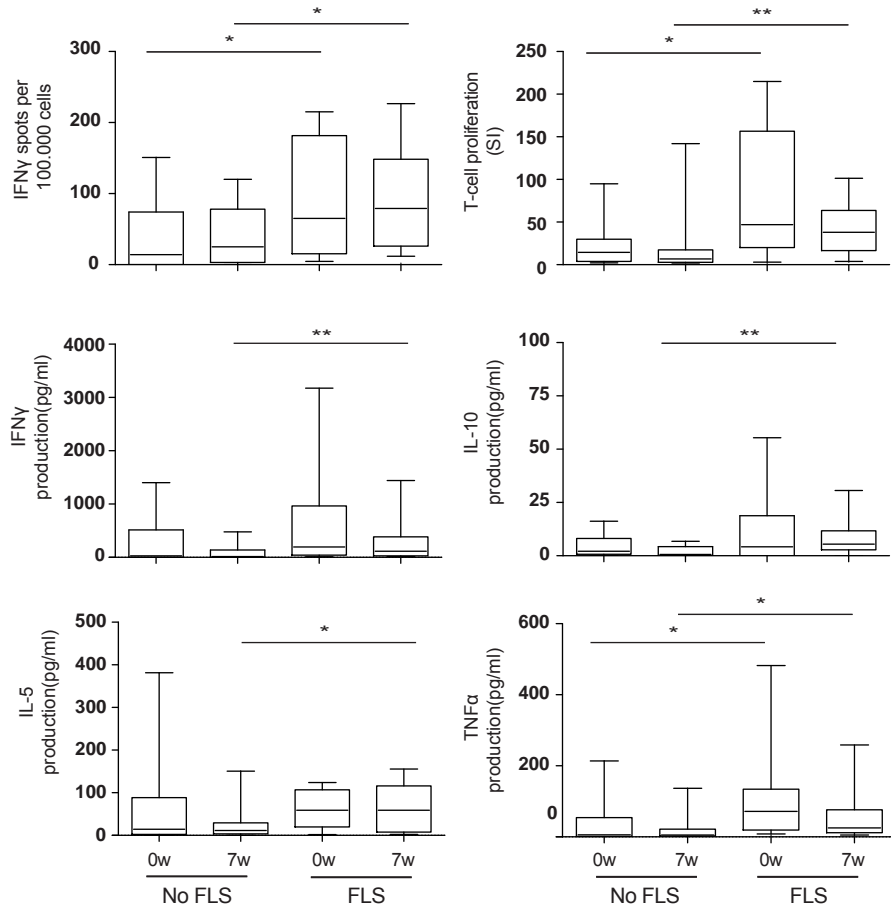 *
*
300
200
100
0
IFNγ spots per
100.000 cells
**
*
250
200
150
100
50
0
T-cell proliferation
(SI)
**
4000
3000
2000
1000
0
IFNγ
production(pg/ml)
**
100
75
50
25
0
IL-10
production(pg/ml)
*
500
400
300
200
100
0
IL-5
production(pg/ml)
0w 7w 0w 7w
No FLS FLS
*
*
600
400
200
0
TNFα
production(pg/ml)
0w 7w 0w 7w
No FLS FLS